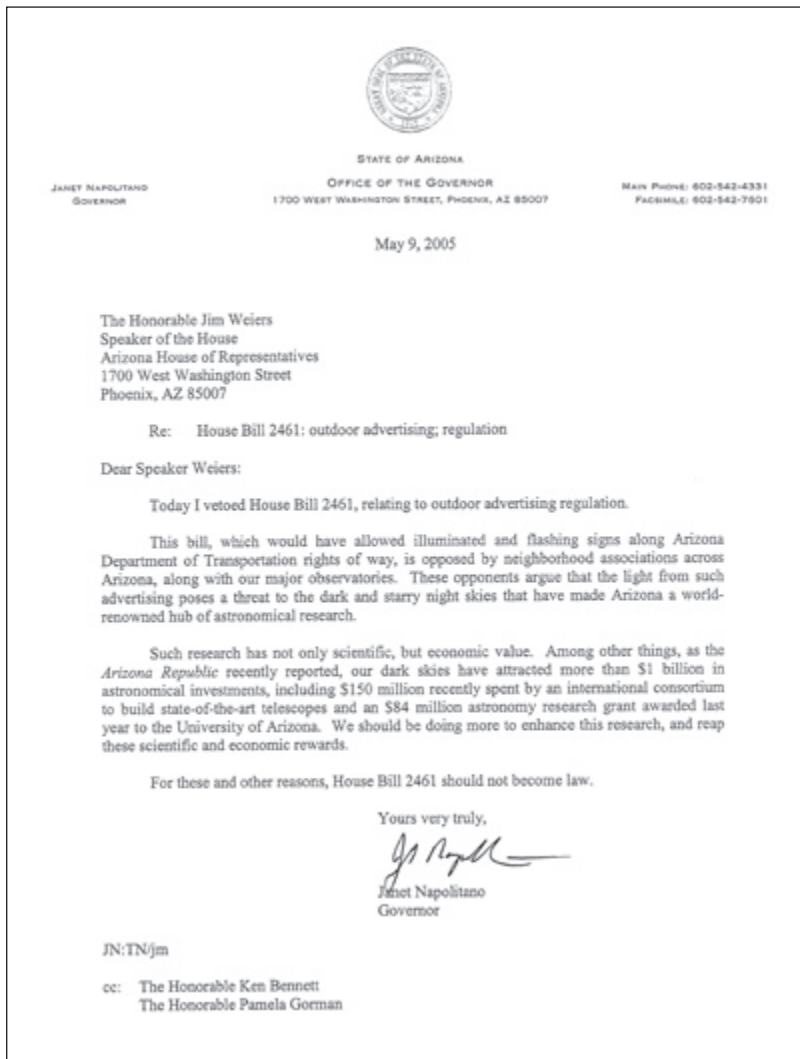 STATE OF ARIZONA
JANET NAPOLITANO
GOVERNOR
OFFICE OF THE GOVERNOR
1700 WEST WASHINGTON STREET, PHOENIX, AZ 85007
MAIN PHONE: 602-542-4331
FACSIMILE: 602-542-7601
May 9, 2005
The Honorable Jim Weiers
Speaker of the House
Arizona House of Representatives
1700 West Washington Street
Phoenix, AZ 85007
Re: House Bill 2461: outdoor advertising; regulation
Dear Speaker Weiers:
Today I vetoed House Bill 2461, relating to outdoor advertising regulation.
This bill, which would have allowed illuminated and flashing signs along Arizona
Department of Transportation rights of way, is opposed by neighborhood associations across
Arizona, along with our major observatories. These opponents argue that the light from such
advertising poses a threat to the dark and starry night skies that have made Arizona a world-
renowned hub of astronomical research.
Such research has not only scientific, but economic value. Among other things, as the
Arizona Republic recently reported, our dark skies have attracted more than $1 billion in
astronomical investments, including $150 million recently spent by an international consortium
to build state-of-the-art telescopes and an $84 million astronomy research grant awarded last
year to the University of Arizona. We should be doing more to enhance this research, and reap
these scientific and economic rewards.
For these and other reasons, House Bill 2461 should not become law.
Yours very truly,
Janet Napolitano
Governor
JN:TN/jm
cc: The Honorable Ken Bennett
The Honorable Pamela Gorman